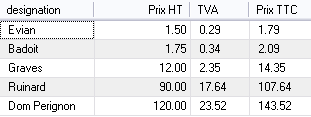 designation Prix HT TVA Prix TTC
Evian 1.50 0.29 1.79
Badoit 1.75 0.34 2.09
Graves 12.00 2.35 14.35
Ruinard 90.00 17.64 107.64
Dom Perignon 120.00 23.52 143.52